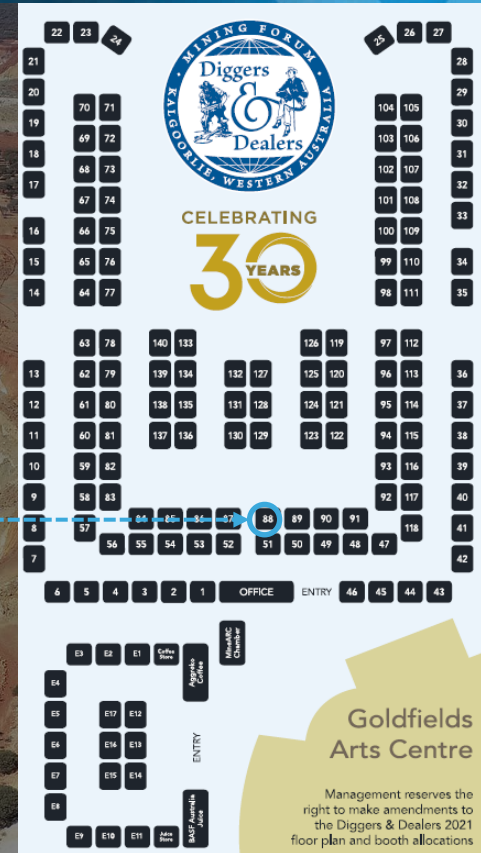 22 23 24 25 26 27
MINING FORUM
KALGOORLIE, WESTERN AUSTRALIA
Diggers
&
Dealers
21 28
20 29
70 71 104 105
19 30
69 72 103 106
18 31
68 73 102 107
17 32
67 74 101 108
CELEBRATING
33
16 66 75 100 109
30
YEARS
15 65 76 99 110 34
14 64 77 98 111 35
63 78 140 133 126 119 97 112
13 62 79 139 134 132 127 125 120 96 113 36
12 61 80 138 135 131 128 124 121 95 114 37
11 60 81 137 136 130 129 123 122 94 115 38
10 59 82 93 116 39
9 58 83 92 117 40
8 57 84 85 86 87 88 89 90 91 118 41
56 55 54 53 52 51 50 49 48 47
7 42
6 5 4 3 2 1 OFFICE ENTRY 46 45 44 43
MineARC
Chamber
E3 E2 E1 Coffee
Store
Aggreko
Coffee
E4
E5 E17 E12
E6 E16 E13
E7 E15 E14
E8
ENTRY
E9 E10 E11 Juice
Store
BASF Australia
Juice
Goldfields
Arts Centre
Management reserves the
right to make amendments to
the Diggers & Dealers 2021
floor plan and booth allocations